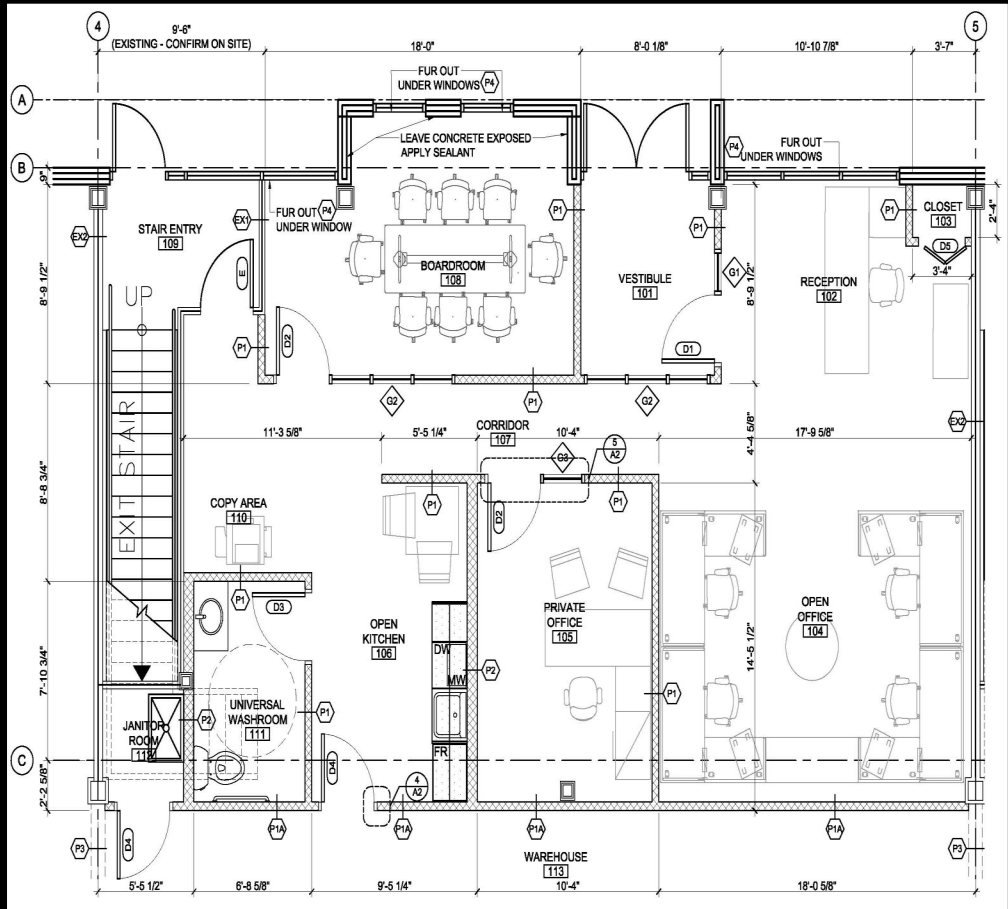 4
9'-6"
(EXISTING - CONFIRM ON SITE)
18'-0"
8'-0 1/8"
10'-10 7/8"
3'-7"
5
A
FUR OUT
UNDER WINDOWS
P4
LEAVE CONCRETE EXPOSED
APPLY SEALANT
P4
FUR OUT
UNDER WINDOWS
B
9"
EX2
STAIR ENTRY
109
EX1
FUR OUT
UNDER WINDOW
P4
P1
P1
P1
CLOSET
103
2'-4"
D5
3'-4"
8'-9 1/2"
UP
E
BOARDROOM
108
VESTIBULE
101
G1
8'-9 1/2"
RECEPTION
102
P1
D2
D1
G2
P1
G2
EX2
CORRIDOR
107
11'-3 5/8"
5'-5 1/4"
10'-4"
17'-9 5/8"
4'-4 5/8"
G3
5
A2
8'-8 3/4"
EXIT STAIR
COPY AREA
110
P1
D2
P1
P1
D3
OPEN
KITCHEN
106
PRIVATE
OFFICE
105
OPEN
OFFICE
104
14'-5 1/2"
7'-10 3/4"
DW
MW
FR
P2
P1
JANITOR
ROOM
P2
UNIVERSAL
WASHROOM
111
P1
C
2'-2 5/8"
D4
4
A2
P3
D4
P1A
P1A
P1A
P1A
P3
WAREHOUSE
113
5'-5 1/2"
6'-8 5/8"
9'-5 1/4"
10'-4"
18'-0 5/8"